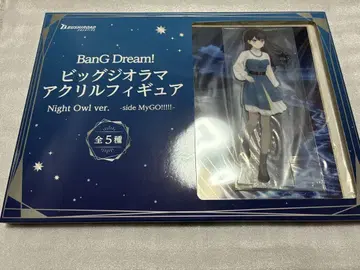 BUSHIROAD
BanG Dream!
ビッグジオラマ
アクリルフィギュア
Night Owl ver. -side MyGO!!!!!-
全5種